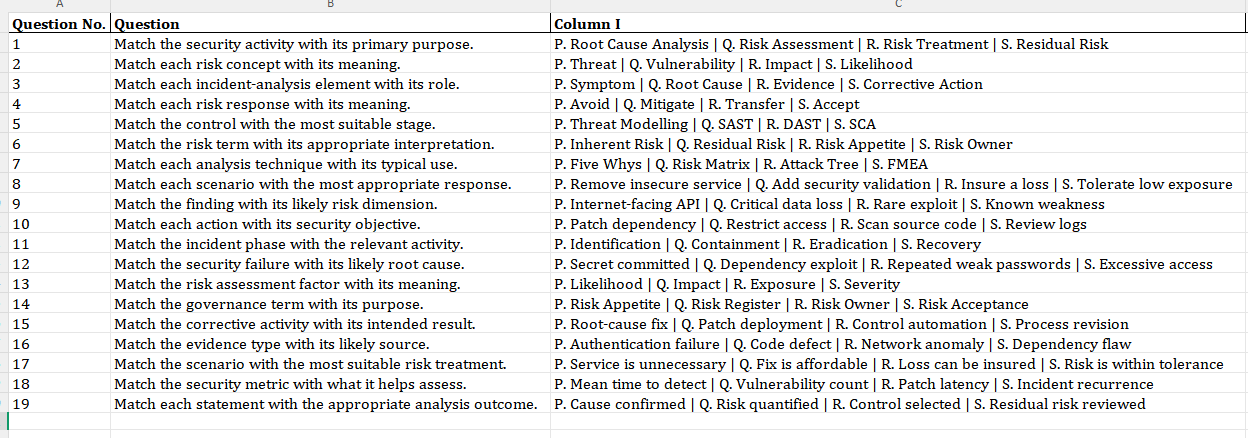 A B C
Question No. Question Column I
1 Match the security activity with its primary purpose. P. Root Cause Analysis | Q. Risk Assessment | R. Risk Treatment | S. Residual Risk
2 Match each risk concept with its meaning. P. Threat | Q. Vulnerability | R. Impact | S. Likelihood
3 Match each incident-analysis element with its role. P. Symptom | Q. Root Cause | R. Evidence | S. Corrective Action
4 Match each risk response with its meaning. P. Avoid | Q. Mitigate | R. Transfer | S. Accept
5 Match the control with the most suitable stage. P. Threat Modelling | Q. SAST | R. DAST | S. SCA
6 Match the risk term with its appropriate interpretation. P. Inherent Risk | Q. Residual Risk | R. Risk Appetite | S. Risk Owner
7 Match each analysis technique with its typical use. P. Five Whys | Q. Risk Matrix | R. Attack Tree | S. FMEA
8 Match each scenario with the most appropriate response. P. Remove insecure service | Q. Add security validation | R. Insure a loss | S. Tolerate low exposure
9 Match the finding with its likely risk dimension. P. Internet-facing API | Q. Critical data loss | R. Rare exploit | S. Known weakness
10 Match each action with its security objective. P. Patch dependency | Q. Restrict access | R. Scan source code | S. Review logs
11 Match the incident phase with the relevant activity. P. Identification | Q. Containment | R. Eradication | S. Recovery
12 Match the security failure with its likely root cause. P. Secret committed | Q. Dependency exploit | R. Repeated weak passwords | S. Excessive access
13 Match the risk assessment factor with its meaning. P. Likelihood | Q. Impact | R. Exposure | S. Severity
14 Match the governance term with its purpose. P. Risk Appetite | Q. Risk Register | R. Risk Owner | S. Risk Acceptance
15 Match the corrective activity with its intended result. P. Root-cause fix | Q. Patch deployment | R. Control automation | S. Process revision
16 Match the evidence type with its likely source. P. Authentication failure | Q. Code defect | R. Network anomaly | S. Dependency flaw
17 Match the scenario with the most suitable risk treatment. P. Service is unnecessary | Q. Fix is affordable | R. Loss can be insured | S. Risk is within tolerance
18 Match the security metric with what it helps assess. P. Mean time to detect | Q. Vulnerability count | R. Patch latency | S. Incident recurrence
19 Match each statement with the appropriate analysis outcome. P. Cause confirmed | Q. Risk quantified | R. Control selected | S. Residual risk reviewed